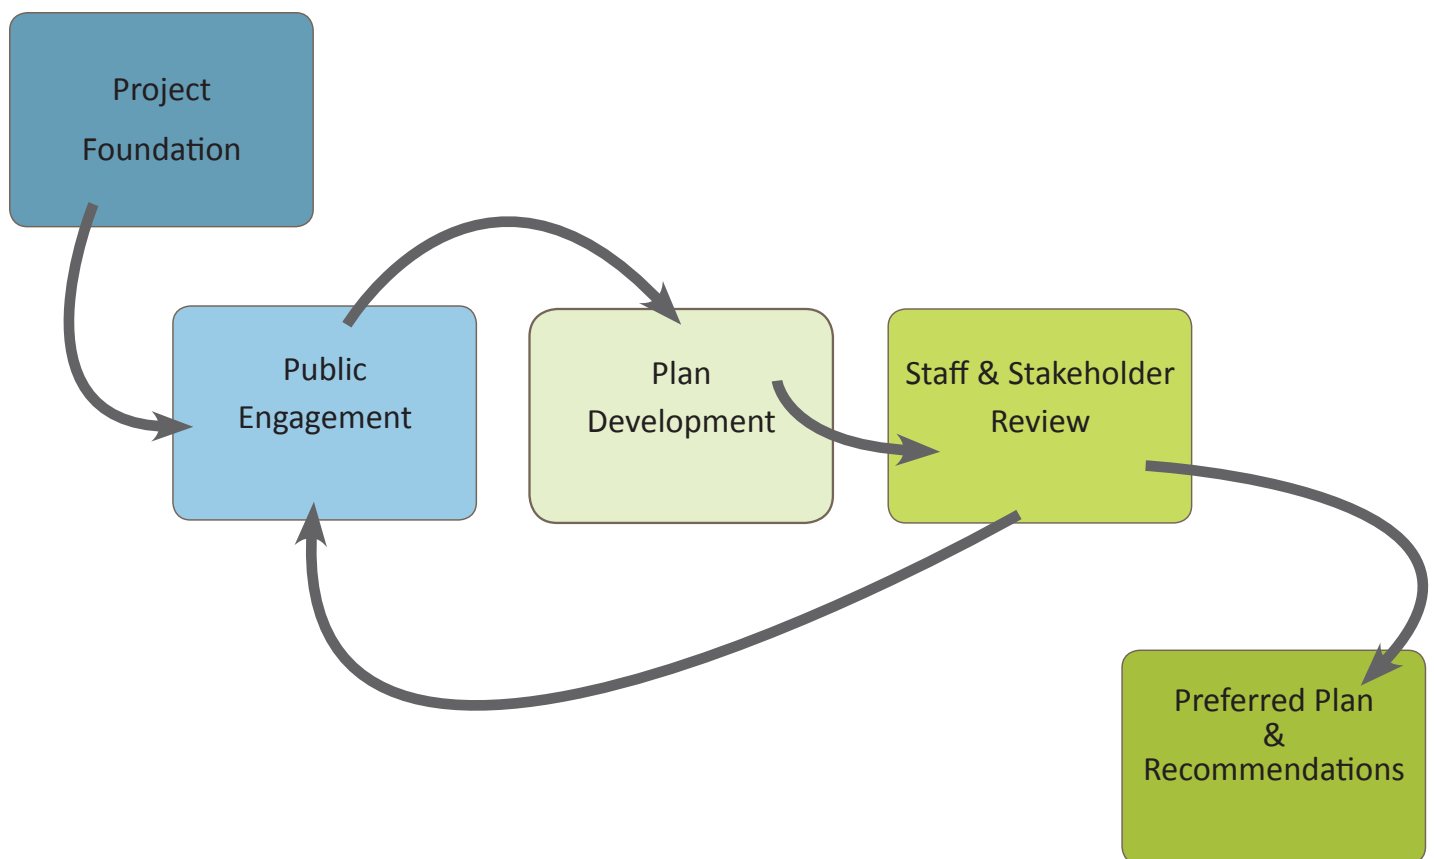 Project
Foundation
Public
Engagement
Plan
Development
Staff & Stakeholder
Review
Preferred Plan
&
Recommendations